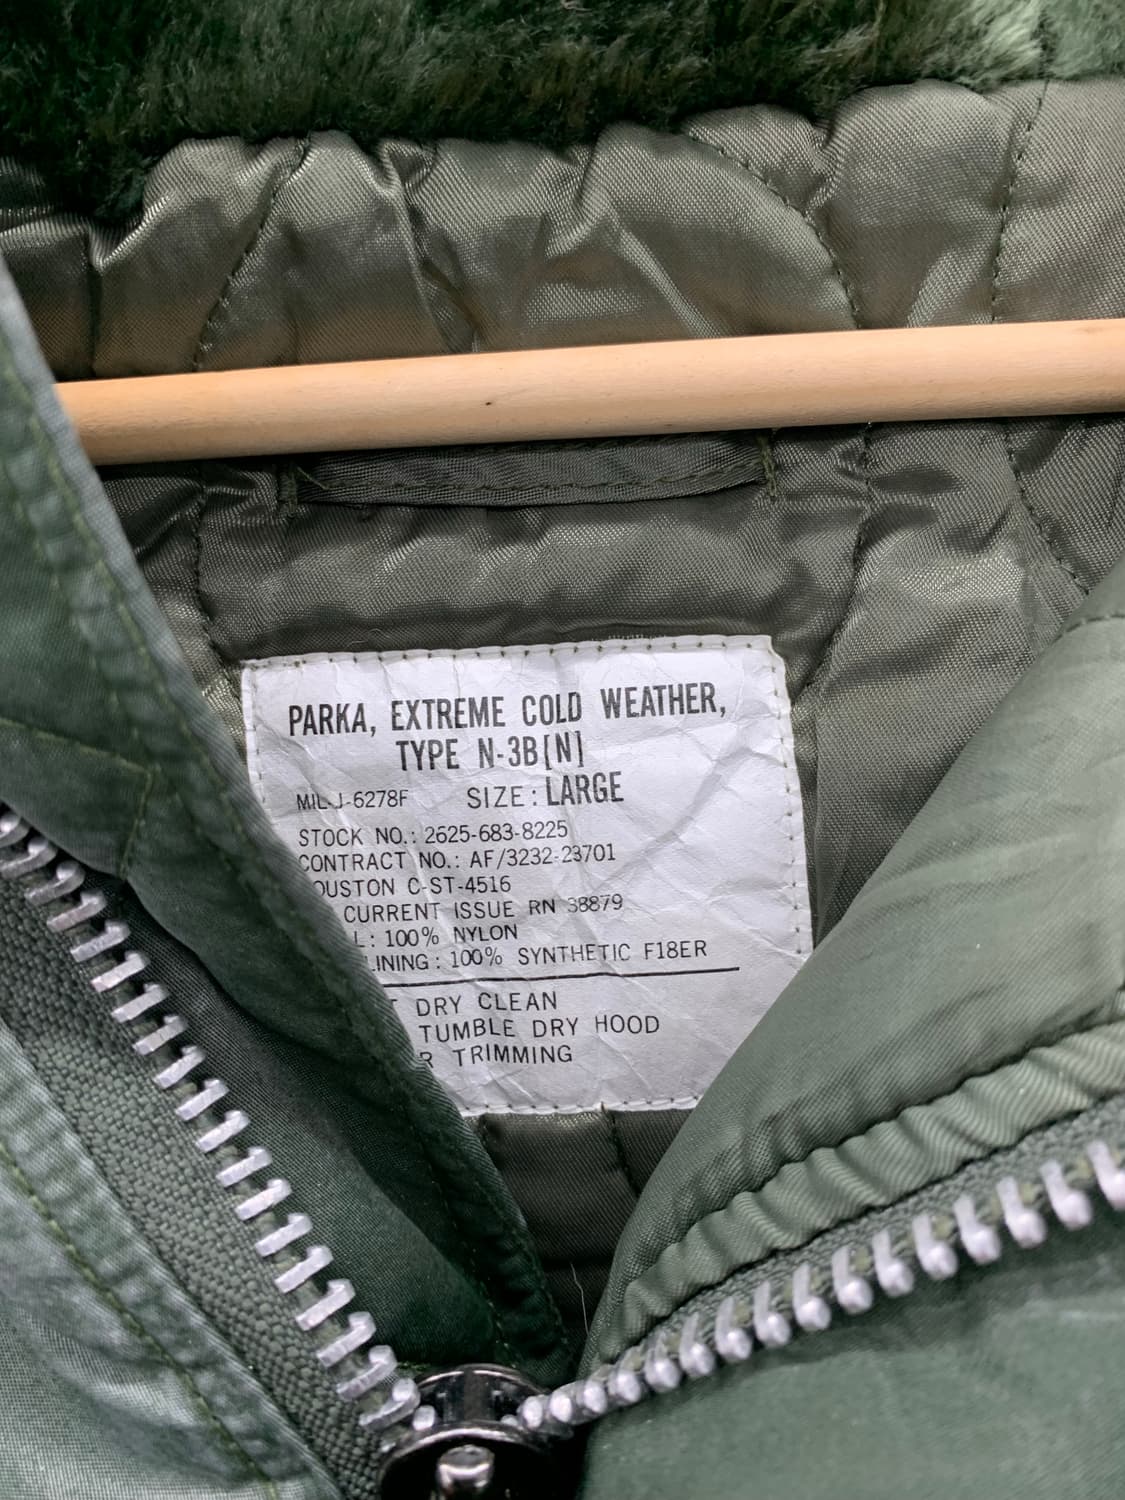 PARKA, EXTREME COLD WEATHER,
TYPE N-3B[N]
MIL-J-6278F SIZE: LARGE
STOCK NO.: 2625-683-8225
CONTRACT NO.: AF/3232-23701
OUSTON C-ST-4516
CURRENT ISSUE RN 38879
L: 100% NYLON
LINING: 100% SYNTHETIC F18ER
T DRY CLEAN
TUMBLE DRY HOOD
R TRIMMING